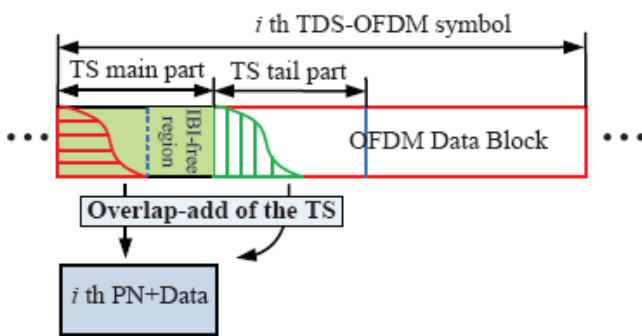 i th TDS-OFDM symbol
TS main part
TS tail part
IBI-free
region
OFDM Data Block
Overlap-add of the TS
i th PN+Data